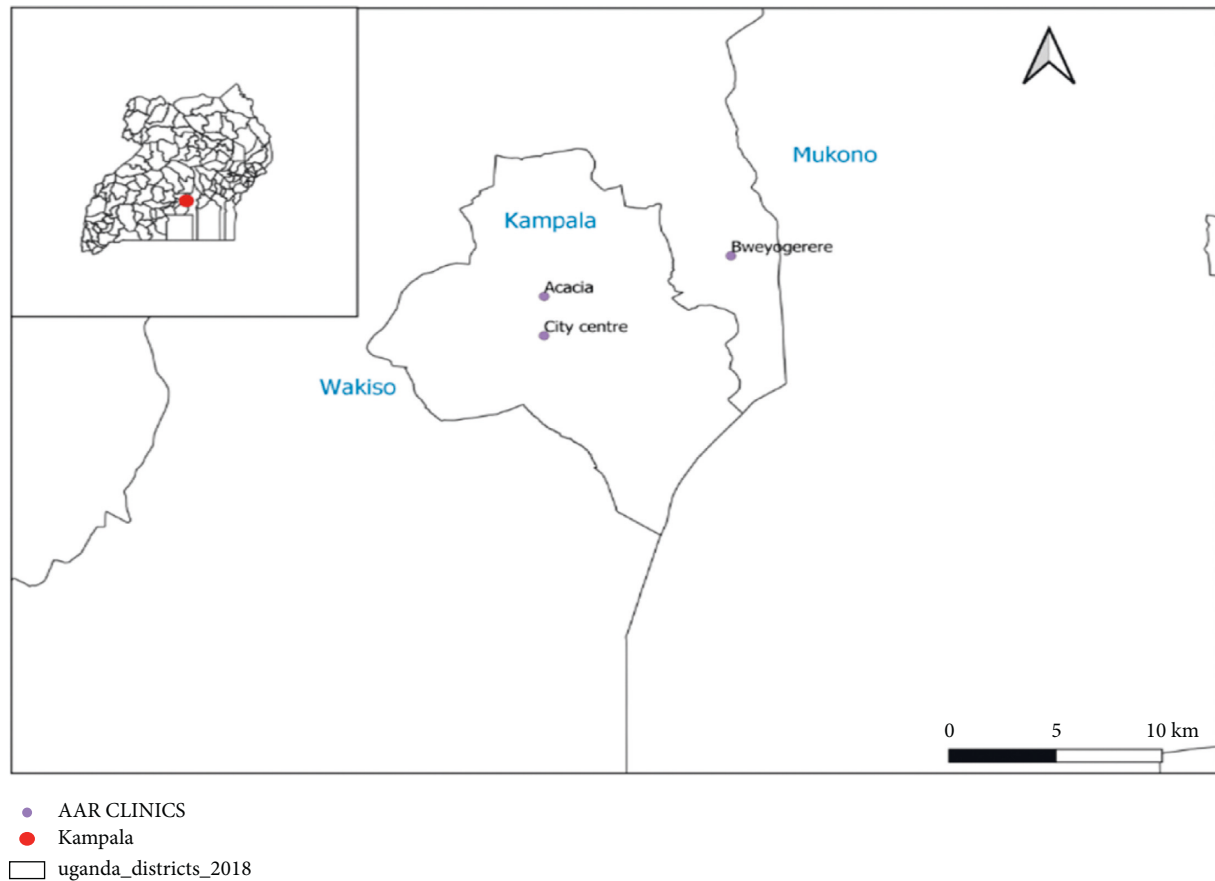 Mukono
Kampala
Bweyogerere
Acacia
City centre
Wakiso
0 5 10 km
AAR CLINICS
Kampala
uganda_districts_2018